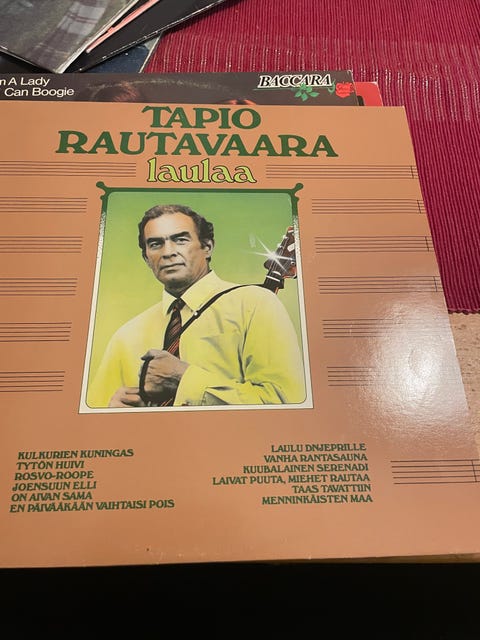 m A Lady
Can Boogie
BACCARA
TAPIO
RAUTAVAARA
laulaa
KULKURIEN KUNINGAS
TYTÖN HUIVI
ROSVO-ROOPE
JOENSUUN ELLI
ON AIVAN SAMA
EN PÄIVÄÄKÄÄN VAIHTAISI POIS
LAULU DNJEPRILLE
VANHA RANTASAUNA
KUUBALAINEN SERENADI
LAIVAT PUUTA, MIEHET RAUTAA
TAAS TAVATTIIN
MENNINKÄISTEN MAA